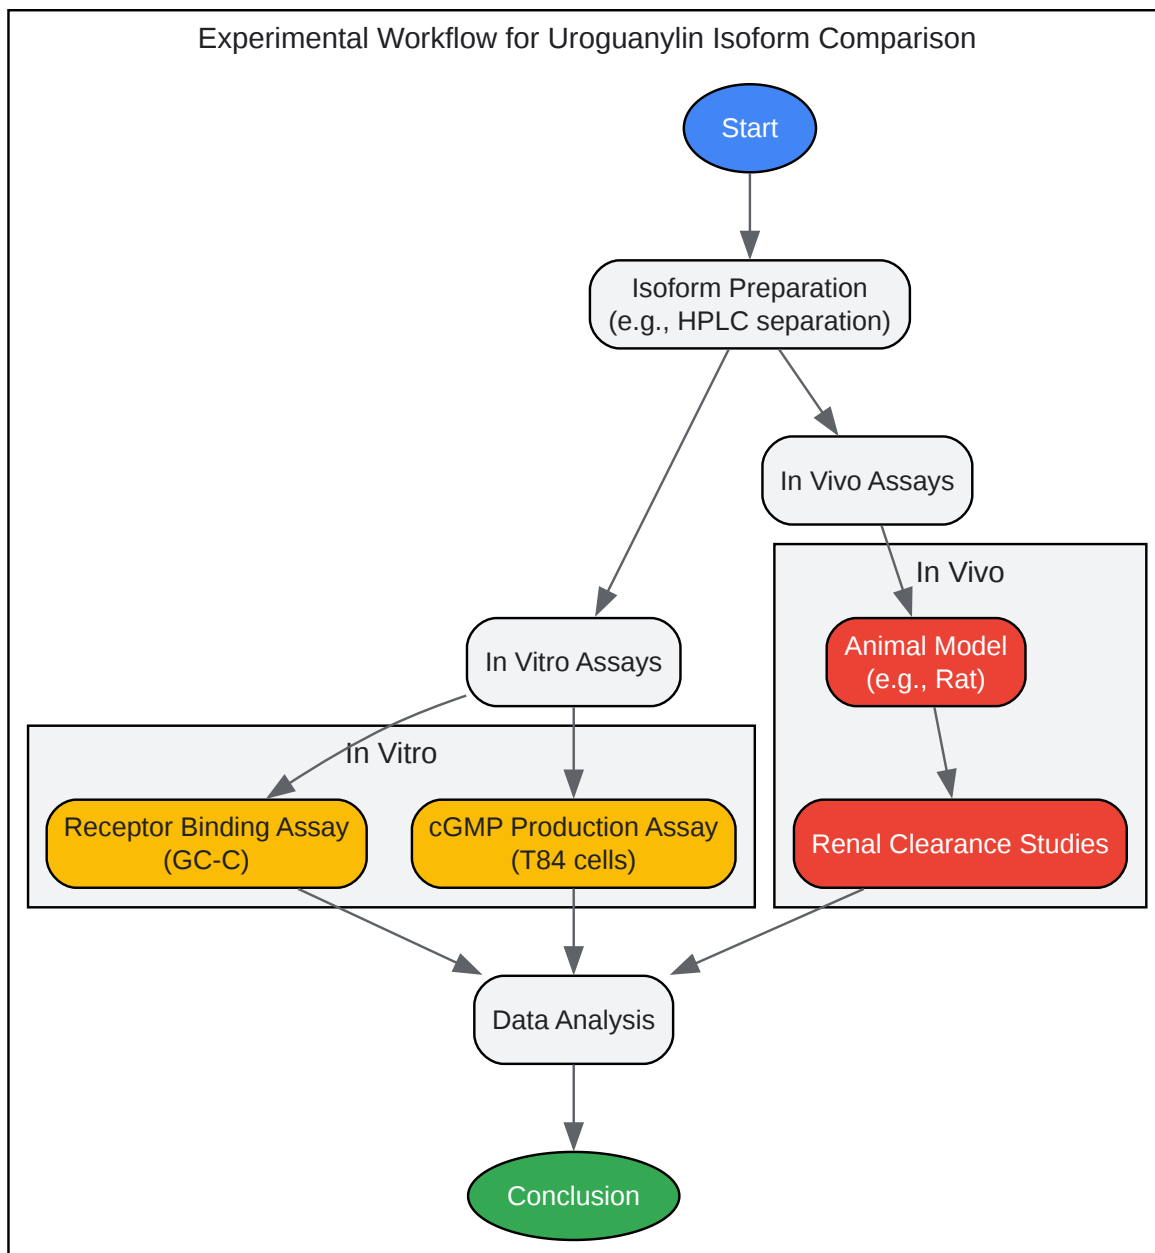 Experimental Workflow for Uroguanylin Isoform Comparison
Start
Isoform Preparation
(e.g., HPLC separation)
In Vivo Assays
In Vivo
Animal Model
(e.g., Rat)
In Vitro Assays
In Vitro
Receptor Binding Assay
(GC-C)
cGMP Production Assay
(T84 cells)
Renal Clearance Studies
Data Analysis
Conclusion